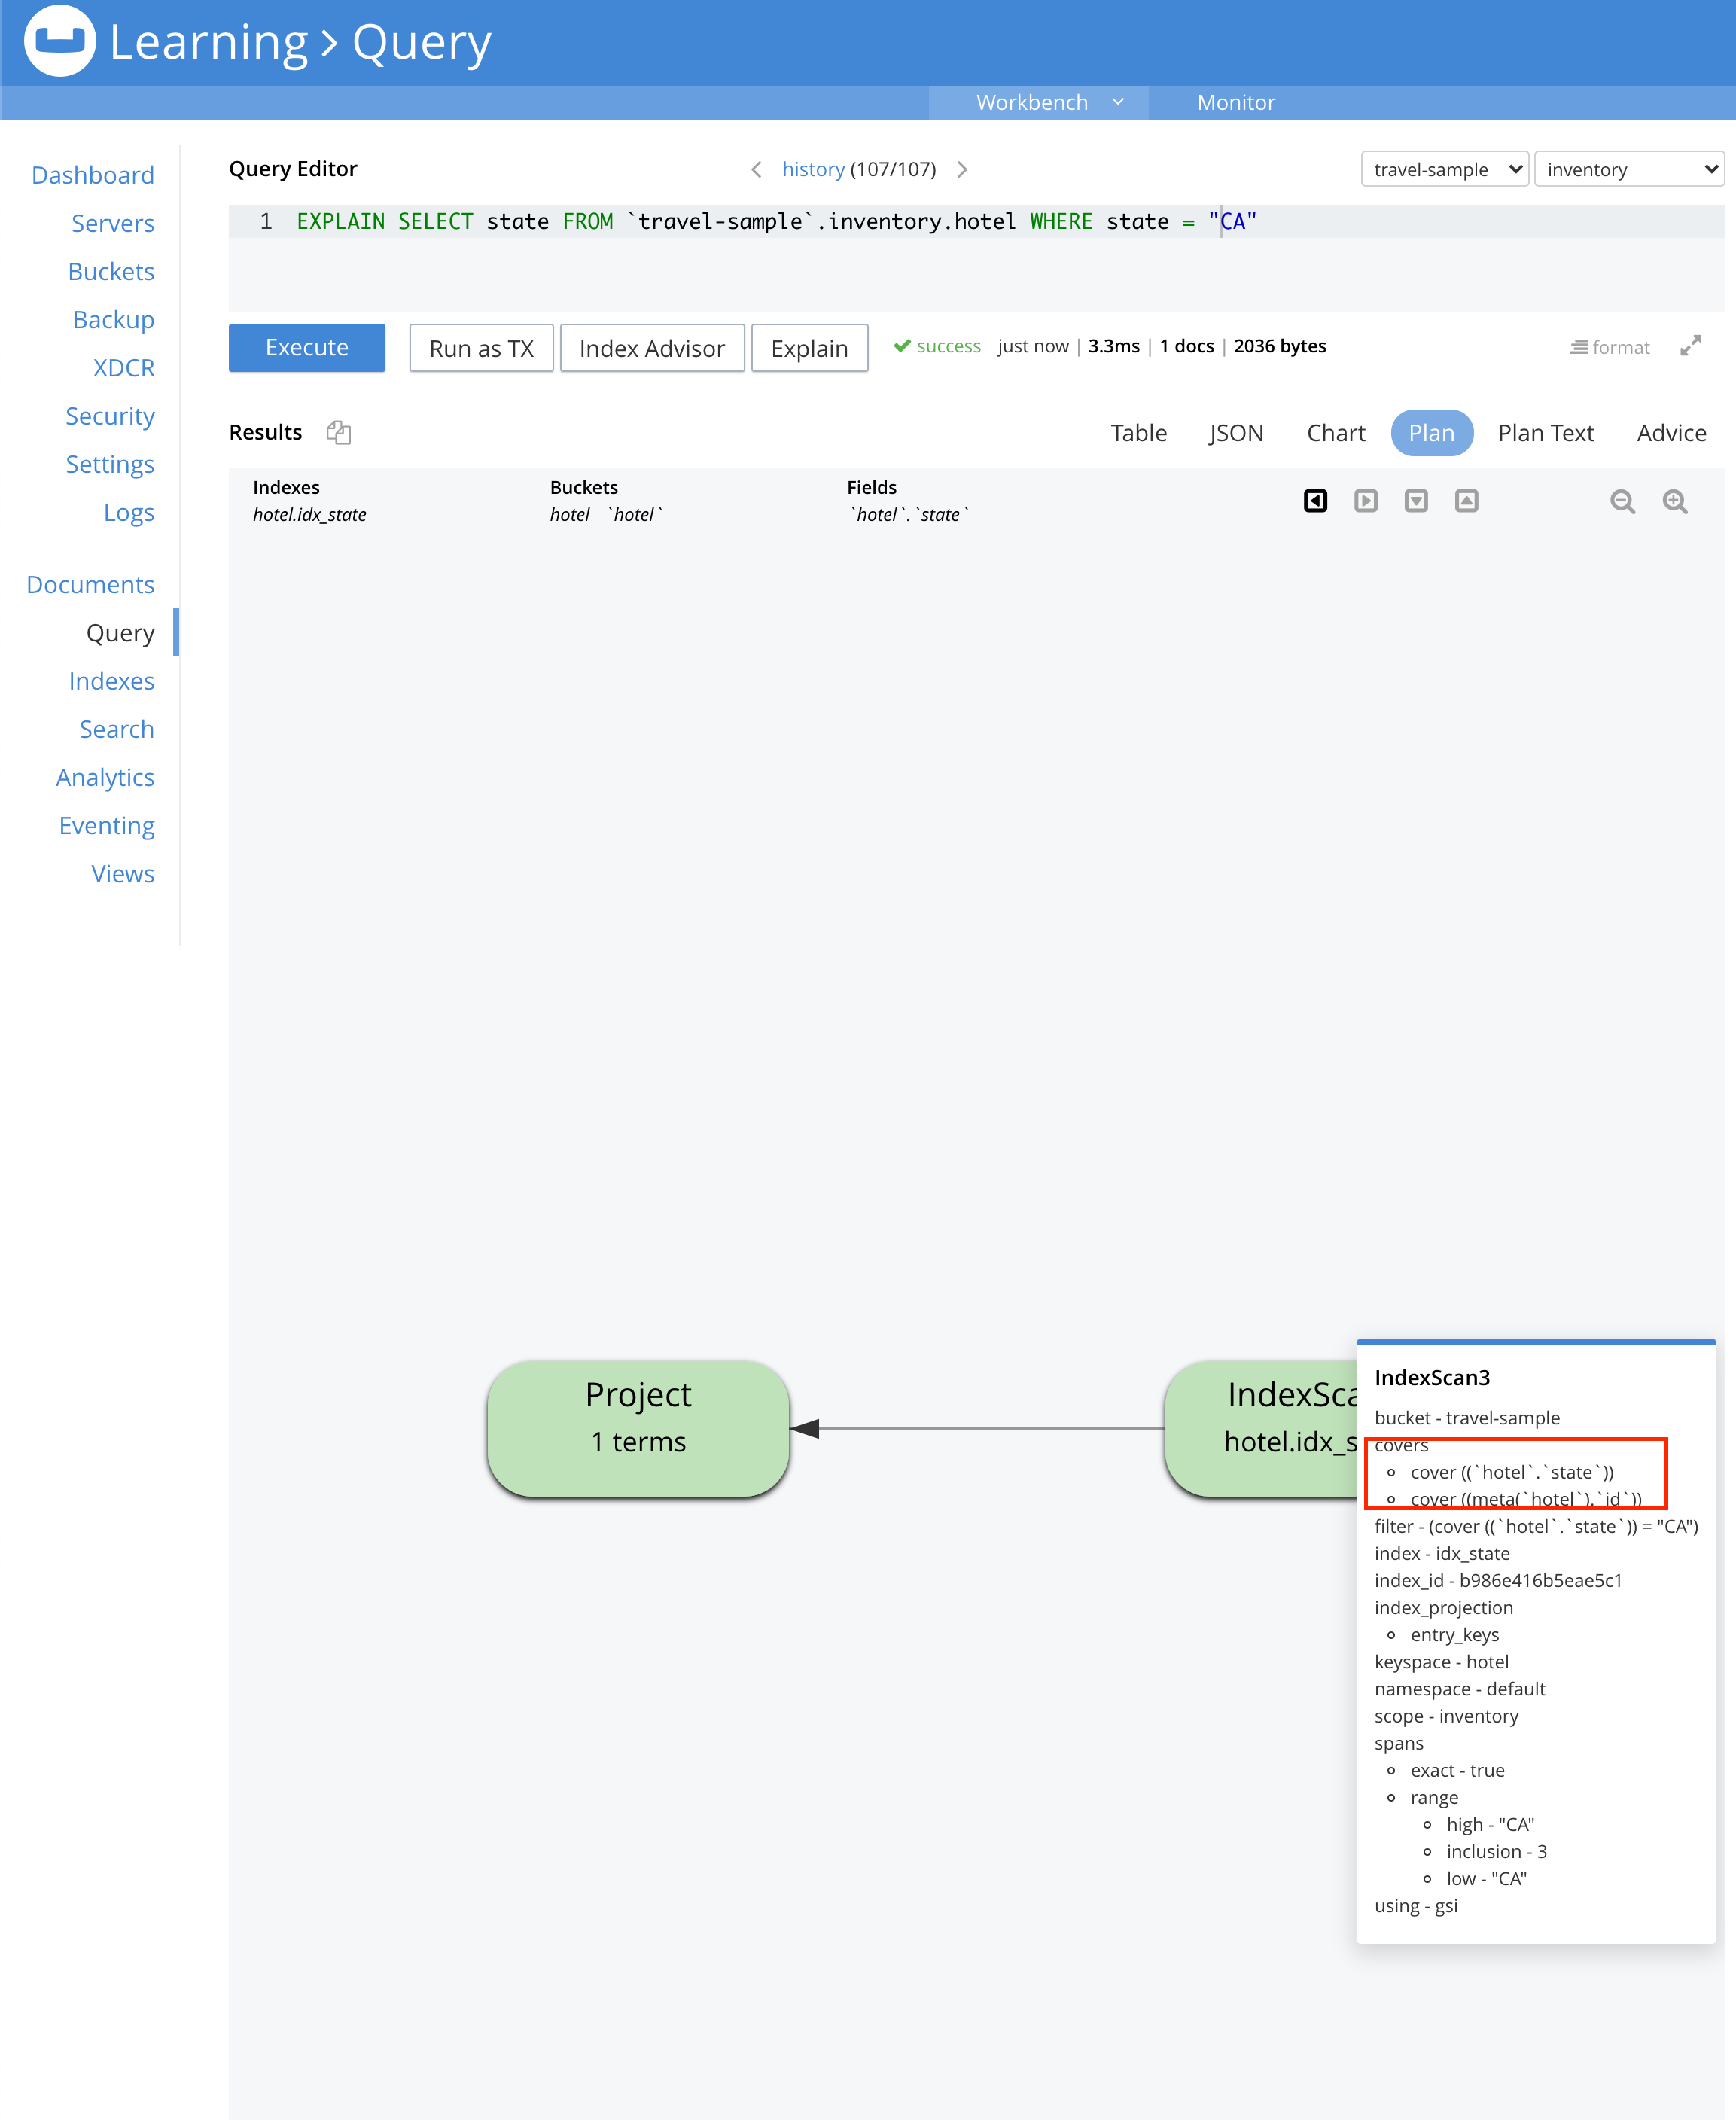 Learning > Query
Workbench Monitor
Dashboard
Servers
Buckets
Backup
XDCR
Security
Settings
Logs
Documents
Query
Indexes
Search
Analytics
Eventing
Views
Query Editor
history (107/107)
travel-sample inventory
1 EXPLAIN SELECT state FROM `travel-sample`.inventory.hotel WHERE state = "CA"
Execute Run as TX Index Advisor Explain success just now | 3.3ms | 1 docs | 2036 bytes format
Results Table JSON Chart Plan Plan Text Advice
Indexes Buckets Fields
hotel.idx_state hotel `hotel` `hotel`.`state`
Project
1 terms
IndexSca
hotel.idx_s
IndexScan3
bucket - travel-sample
covers
cover ((`hotel`.`state`))
cover ((meta(`hotel`).`id`))
filter - (cover ((`hotel`.`state`)) = "CA")
index - idx_state
index_id - b986e416b5eae5c1
index_projection
entry_keys
keyspace - hotel
namespace - default
scope - inventory
spans
exact - true
range
high - "CA"
inclusion - 3
low - "CA"
using - gsi